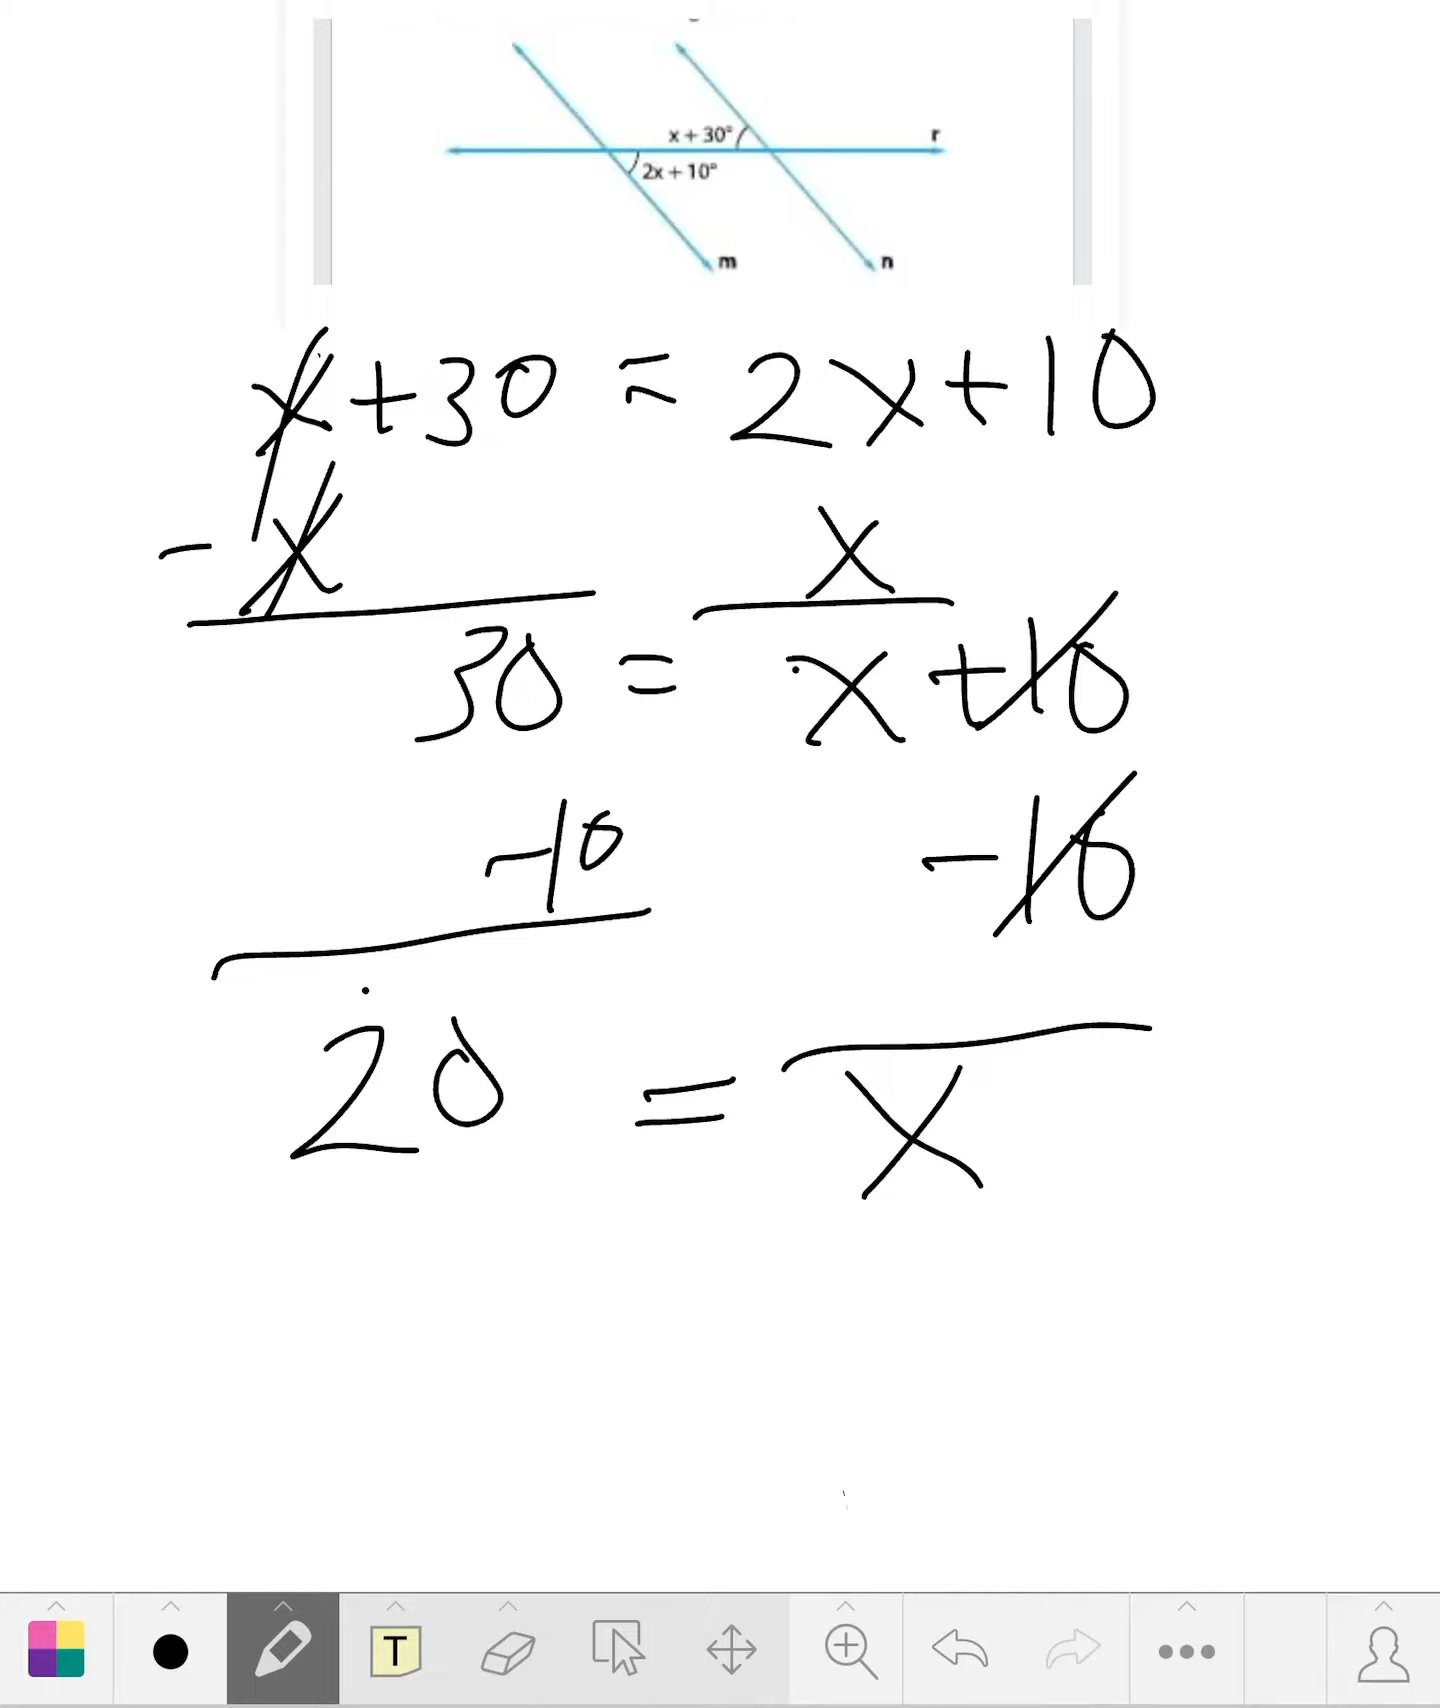 x + 30° r
2x + 10°
m n
x + 30 = 2x + 10
- x x
30 = x + 10
-10 -10
20 = x
T